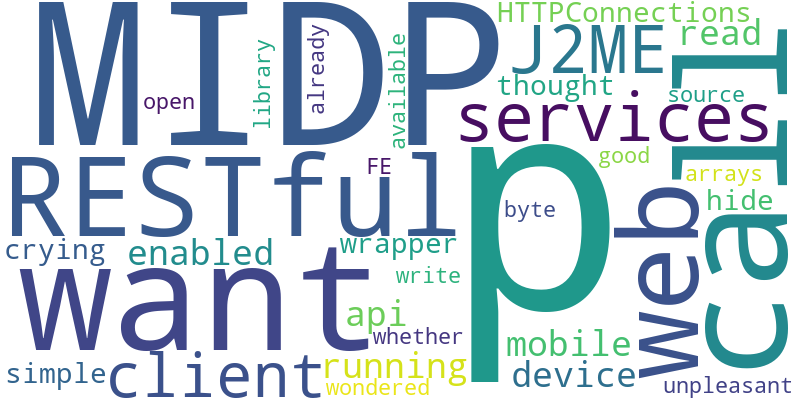 MIDP
HTTPConnections
J2ME
read
call
open
library
already
available
thought
source
services
RESTful
FE
p
good
arrays
byte
web
hide
crying
enabled
wrapper
want
write
api
whether
mobile
simple
client
running
wondered
device
unpleasant